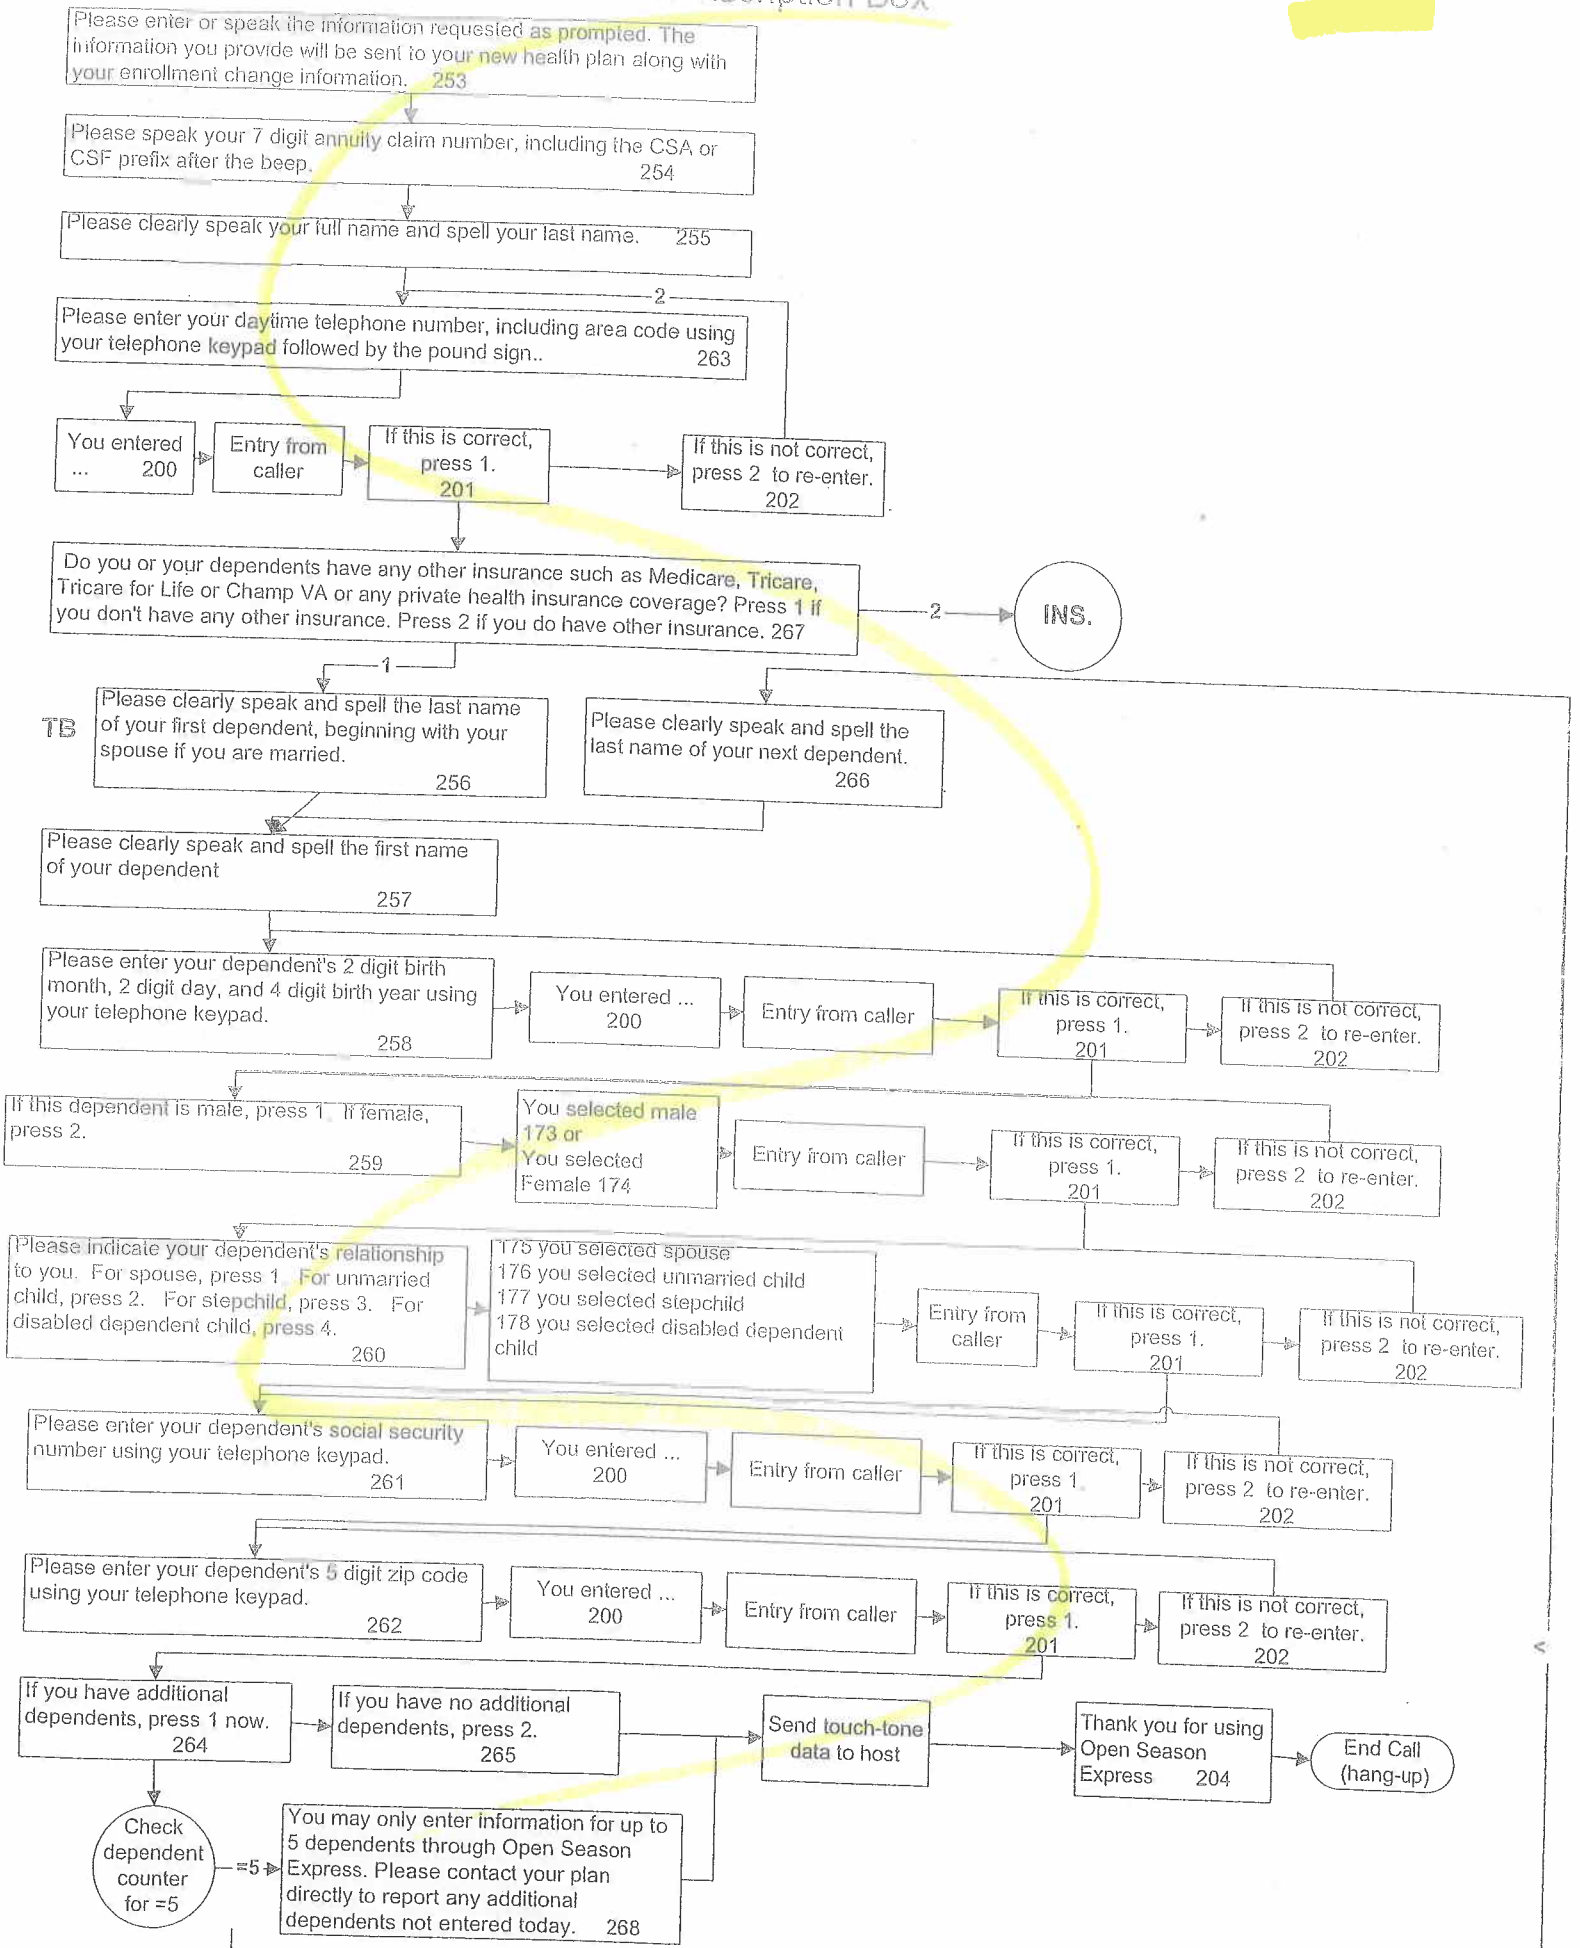 Please enter or speak the information requested as prompted. The
information you provide will be sent to your new health plan along with
your enrollment change information. 253
Please speak your 7 digit annuity claim number, including the CSA or
CSF prefix after the beep. 254
Please clearly speak your full name and spell your last name. 255
2
Please enter your daytime telephone number, including area code using
your telephone keypad followed by the pound sign.. 263
You entered
... 200
Entry from
caller
If this is correct,
press 1.
201
If this is not correct,
press 2 to re-enter.
202
Do you or your dependents have any other insurance such as Medicare, Tricare,
Tricare for Life or Champ VA or any private health insurance coverage? Press 1 if
you don't have any other insurance. Press 2 if you do have other insurance. 267
2
INS.
1
TB
Please clearly speak and spell the last name
of your first dependent, beginning with your
spouse if you are married.
256
Please clearly speak and spell the
last name of your next dependent.
266
Please clearly speak and spell the first name
of your dependent
257
Please enter your dependent's 2 digit birth
month, 2 digit day, and 4 digit birth year using
your telephone keypad.
258
You entered ...
200
Entry from caller
If this is correct,
press 1.
201
If this is not correct,
press 2 to re-enter.
202
If this dependent is male, press 1. If female,
press 2.
259
You selected male
173 or
You selected
Female 174
Entry from caller
If this is correct,
press 1.
201
If this is not correct,
press 2 to re-enter.
202
Please indicate your dependent's relationship
to you. For spouse, press 1. For unmarried
child, press 2. For stepchild, press 3. For
disabled dependent child, press 4.
260
175 you selected spouse
176 you selected unmarried child
177 you selected stepchild
178 you selected disabled dependent
child
Entry from
caller
If this is correct,
press 1.
201
If this is not correct,
press 2 to re-enter.
202
Please enter your dependent's social security
number using your telephone keypad.
261
You entered ...
200
Entry from caller
If this is correct,
press 1.
201
If this is not correct,
press 2 to re-enter.
202
Please enter your dependent's 5 digit zip code
using your telephone keypad.
262
You entered ...
200
Entry from caller
If this is correct,
press 1.
201
If this is not correct,
press 2 to re-enter.
202
If you have additional
dependents, press 1 now.
264
If you have no additional
dependents, press 2.
265
Send touch-tone
data to host
Thank you for using
Open Season
Express 204
End Call
(hang-up)
Check
dependent
counter
for =5
=5
You may only enter information for up to
5 dependents through Open Season
Express. Please contact your plan
directly to report any additional
dependents not entered today. 268